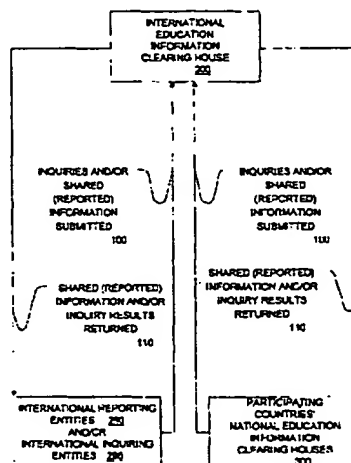 INTERNATIONAL
EDUCATION
INFORMATION
CLEARING HOUSE
200
INQUIRIES AND/OR
SHARED
(REPORTED)
INFORMATION
SUBMITTED
100
INQUIRIES AND/OR
SHARED
(REPORTED)
INFORMATION
SUBMITTED
100
SHARED (REPORTED)
INFORMATION AND/OR
INQUIRY RESULTS
RETURNED
110
SHARED (REPORTED)
INFORMATION AND/OR
INQUIRY RESULTS
RETURNED
110
INTERNATIONAL REPORTING
ENTITIES
AND/OR
INTERNATIONAL INQUIRING
ENTITIES
PARTICIPATING
COUNTRIES'
NATIONAL EDUCATION
INFORMATION
CLEARING HOUSES
300